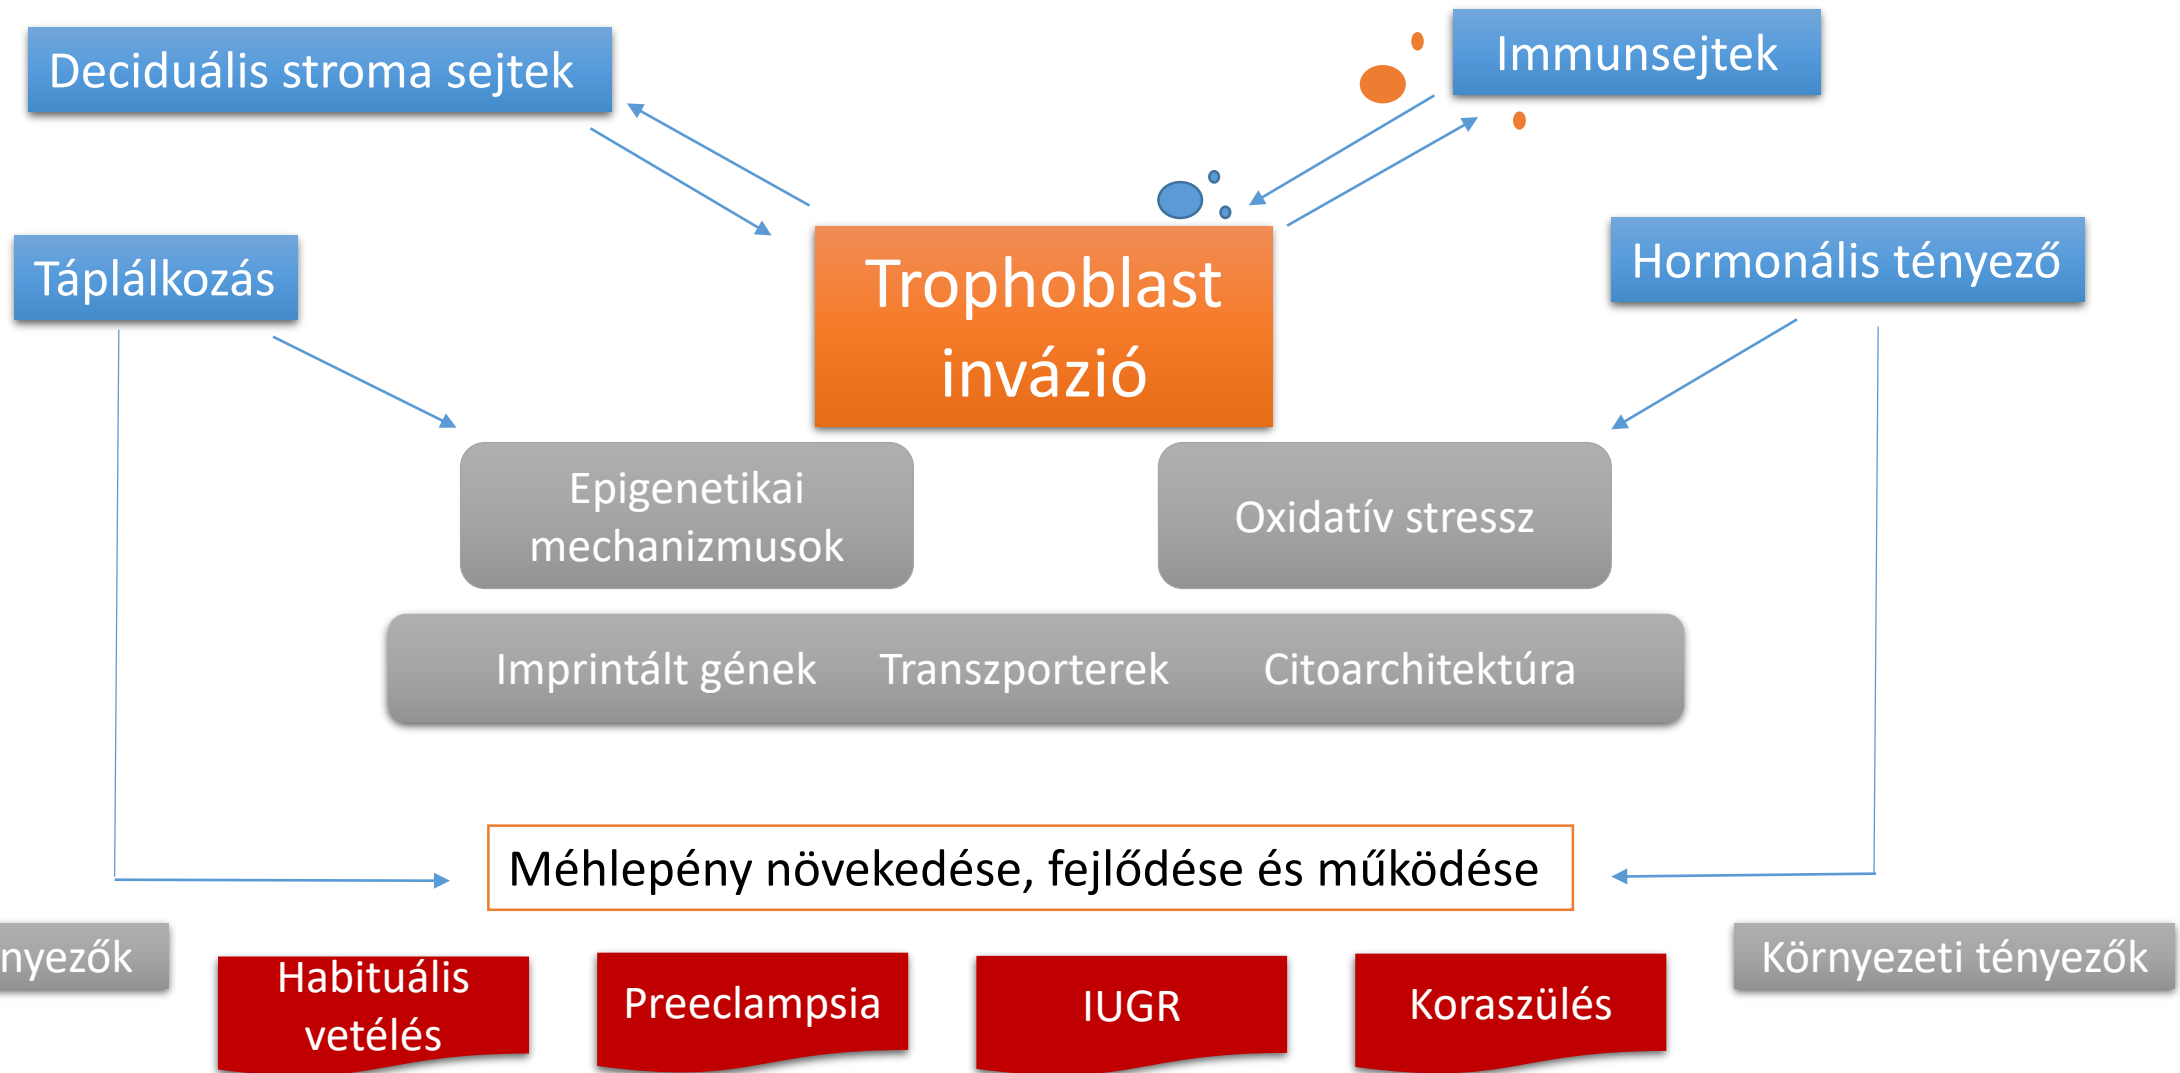 Deciduális stroma sejtek
Immunsejtek
Táplálkozás
Trophoblast
invázió
Hormonális tényező
Epigenetikai
mechanizmusok
Oxidatív stressz
Imprintált gének Transzporterek Citoarchitektúra
Méhlepény növekedése, fejlődése és működése
nyezők
Habituális
vetélés
Preeclampsia
IUGR
Koraszülés
Környezeti tényezők